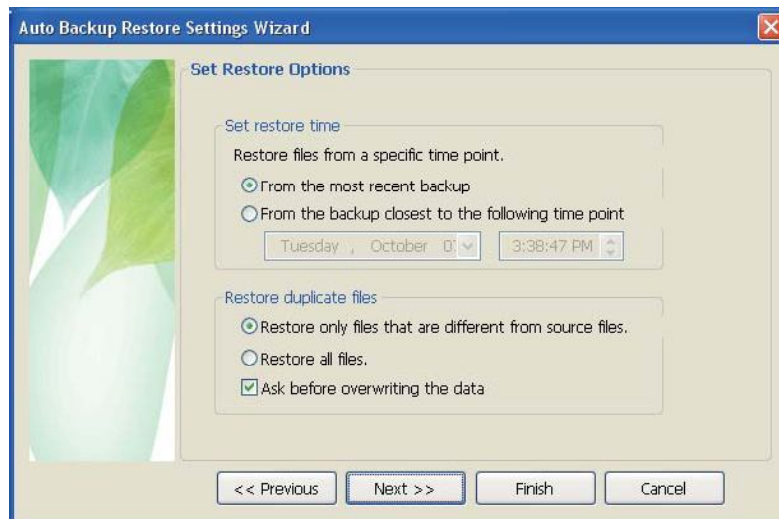 Auto Backup Restore Settings Wizard
Set Restore Options
Set restore time
Restore files from a specific time point.
From the most recent backup
From the backup closest to the following time point
Tuesday , October 3:38:47 PM
Restore duplicate files
Restore only files that are different from source files.
Restore all files.
Ask before overwriting the data
<< Previous Next >> Finish Cancel